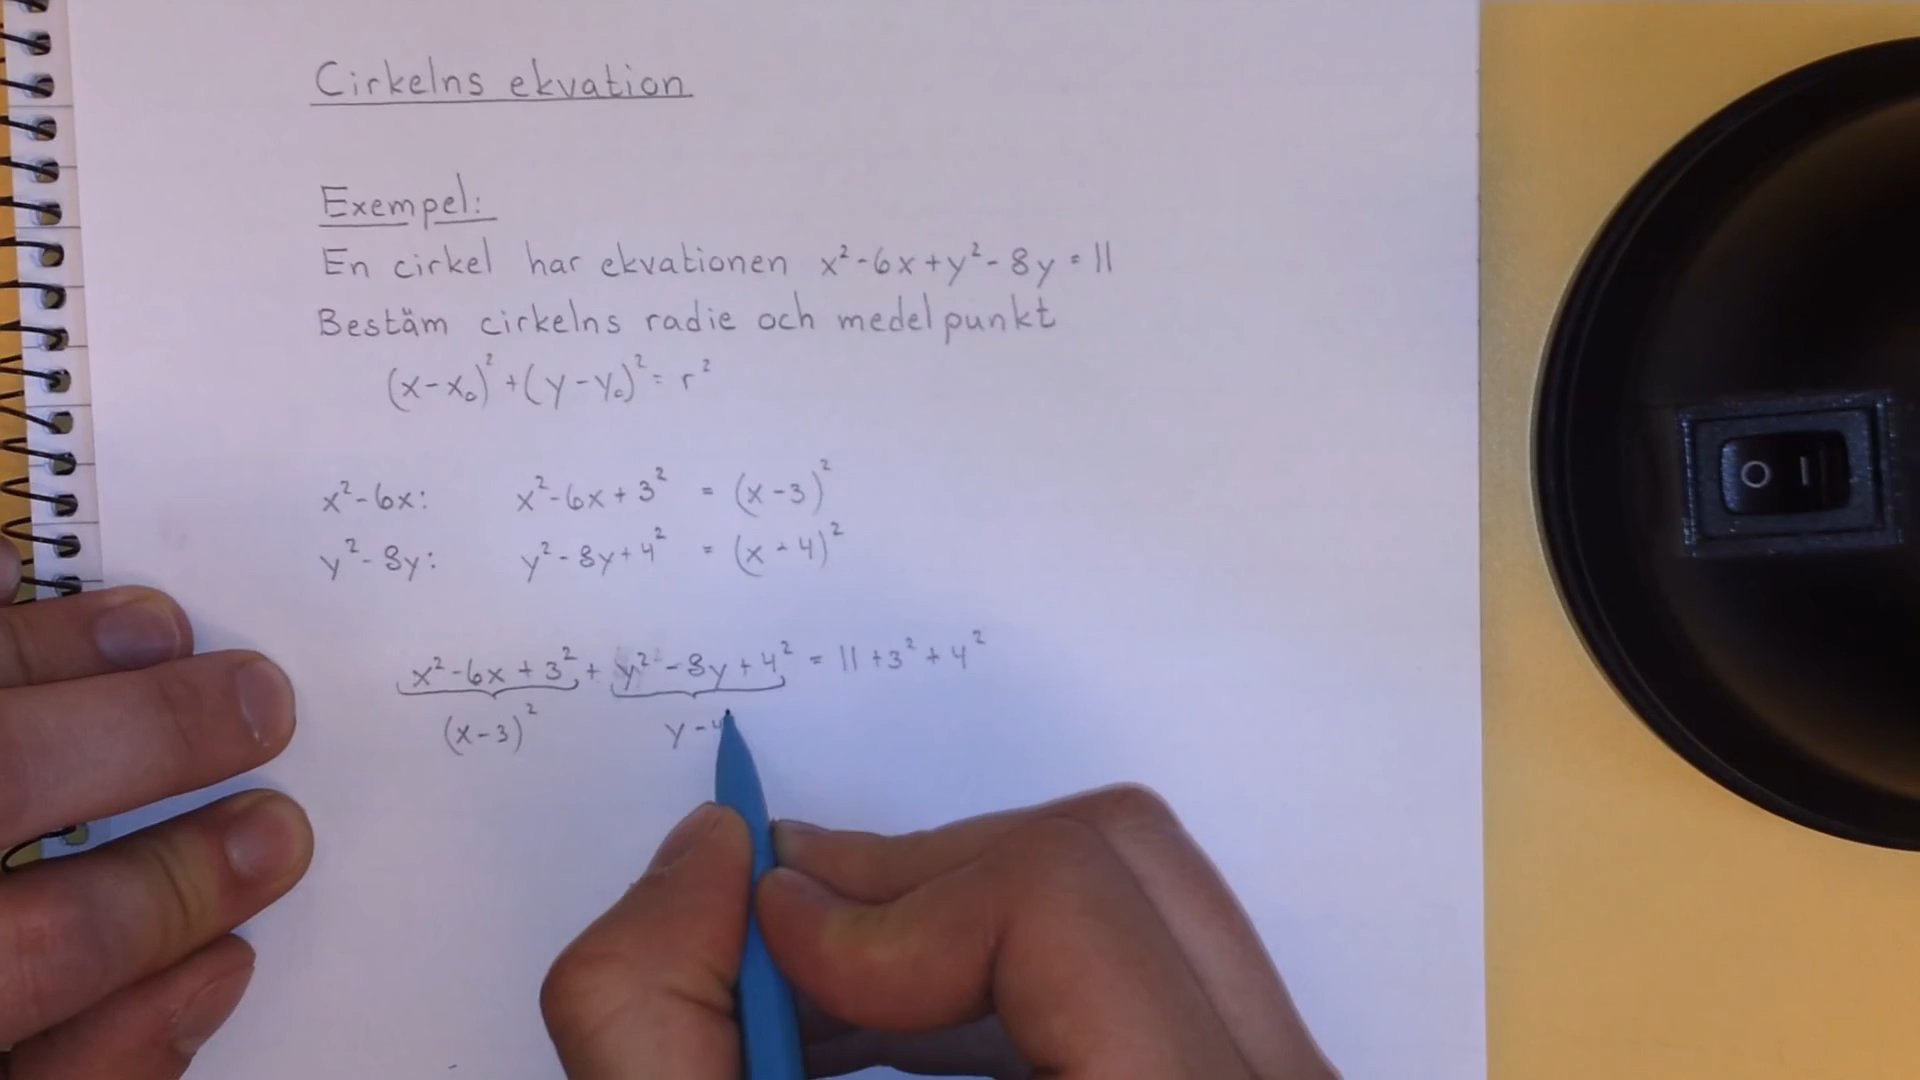 Cirkelns ekvation
Exempel:
En cirkel har ekvationen x²-6x+y²-8y=11
Bestäm cirkelns radie och medelpunkt
(x-x₀)²+(y-y₀)²=r²
x²-6x: x²-6x+3² = (x-3)²
y²-8y: y²-8y+4² = (x-4)²
x²-6x+3²+y²-8y+4²=11+3²+4²
(x-3)² y-4
O I